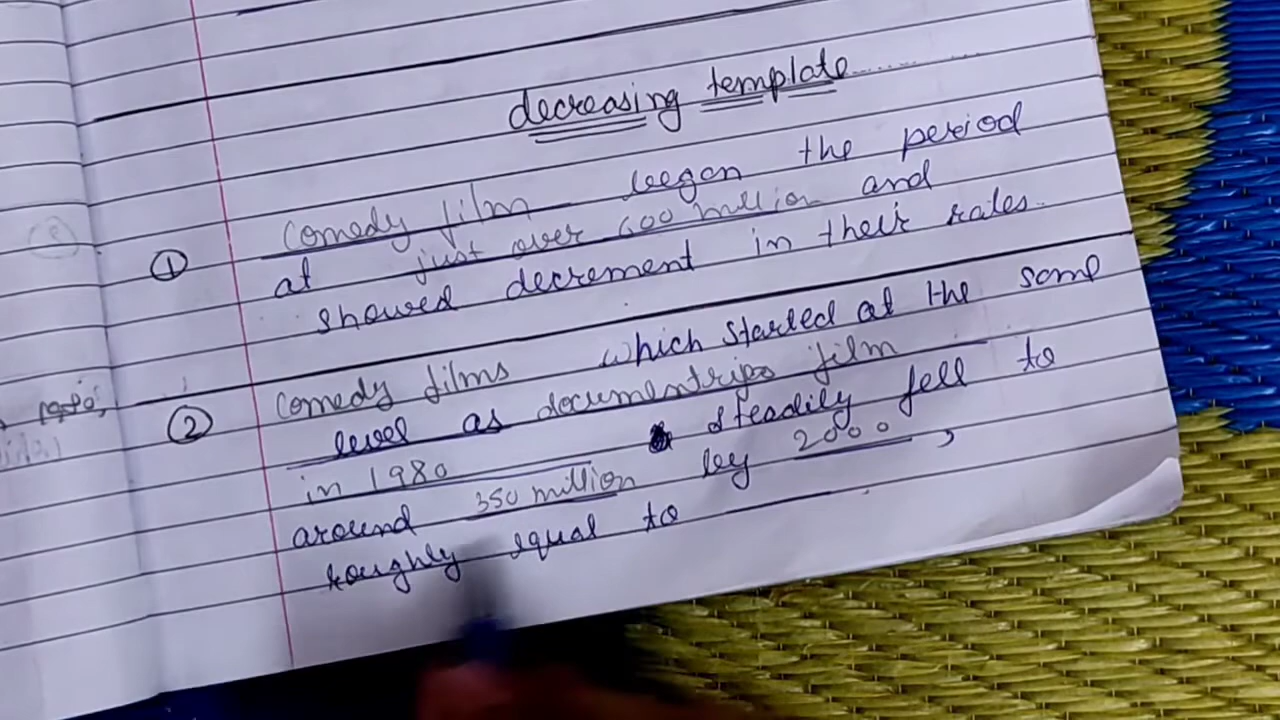 decreasing template........
① comedy film began the period
at just over 600 million and
showed decrement in their rates.
② comedy films which started at the same
level as documentries film
in 1980 steadily fell to
around 350 million by 2000,
roughly equal to
1980,